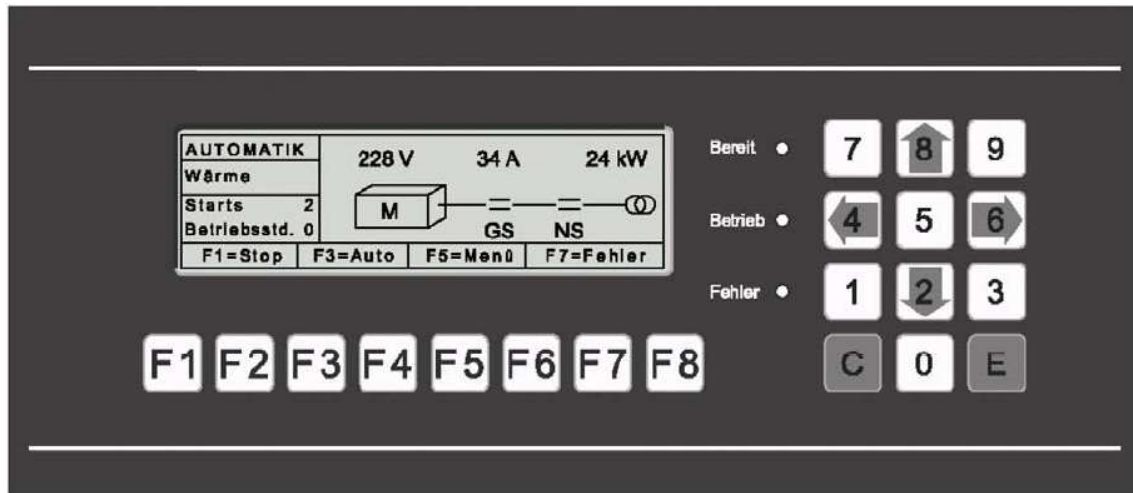 AUTOMATIK
Wärme
Starts 2
Betriebsstd. 0
228 V 34 A 24 kW
M
GS NS
F1=Stop F3=Auto F5=Menü F7=Fehler
Bereit
Betrieb
Fehler
7 8 9
4 5 6
1 2 3
C 0 E
F1 F2 F3 F4 F5 F6 F7 F8